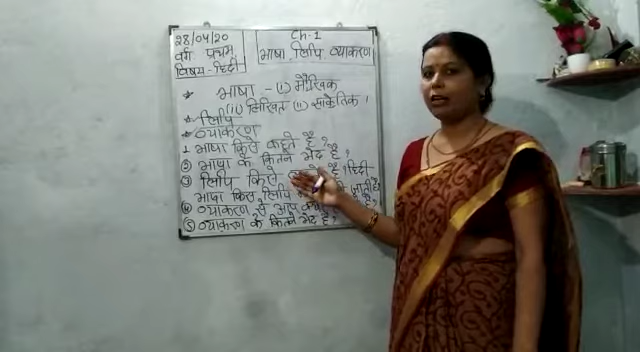 28/04/20
वर्ग प्रथम
विषय - हिंदी
Ch-1
भाषा, लिपि, व्याकरण
* भाषा - (i) मौखिक
(ii) लिखित (iii) सांकेतिक ।
* लिपि
* व्याकरण
1 भाषा किसे कहते हैं ?
② भाषा के कितने भेद हैं ?
③ लिपि किसे हैं ? हिंदी
भाषा किस लिपि में जाती है
④ व्याकरण से आप क्या है ?
⑤ व्याकरण के कितने भेद हैं ?